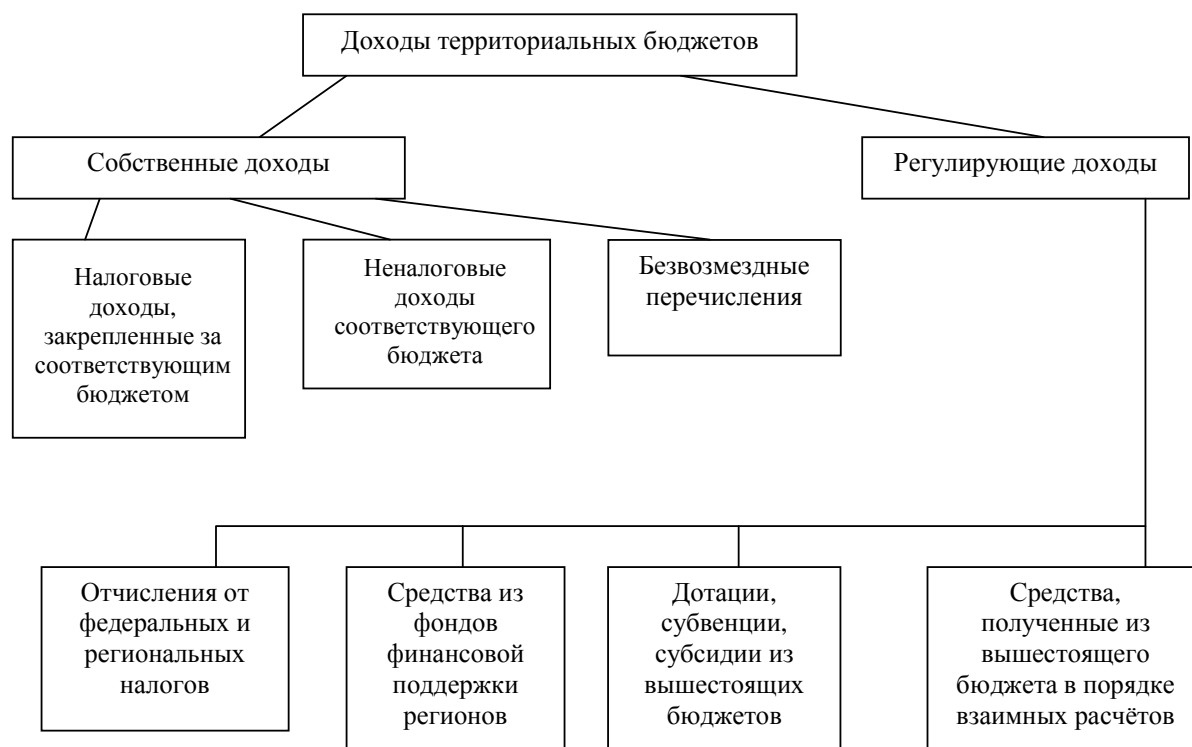 Доходы территориальных бюджетов
Собственные доходы
Регулирующие доходы
Налоговые
доходы,
закрепленные за
соответствующим
бюджетом
Неналоговые
доходы
соответствующего
бюджета
Безвозмездные
перечисления
Отчисления от
федеральных и
региональных
налогов
Средства из
фондов
финансовой
поддержки
регионов
Дотации,
субвенции,
субсидии из
вышестоящих
бюджетов
Средства,
полученные из
вышестоящего
бюджета в порядке
взаимных расчётов